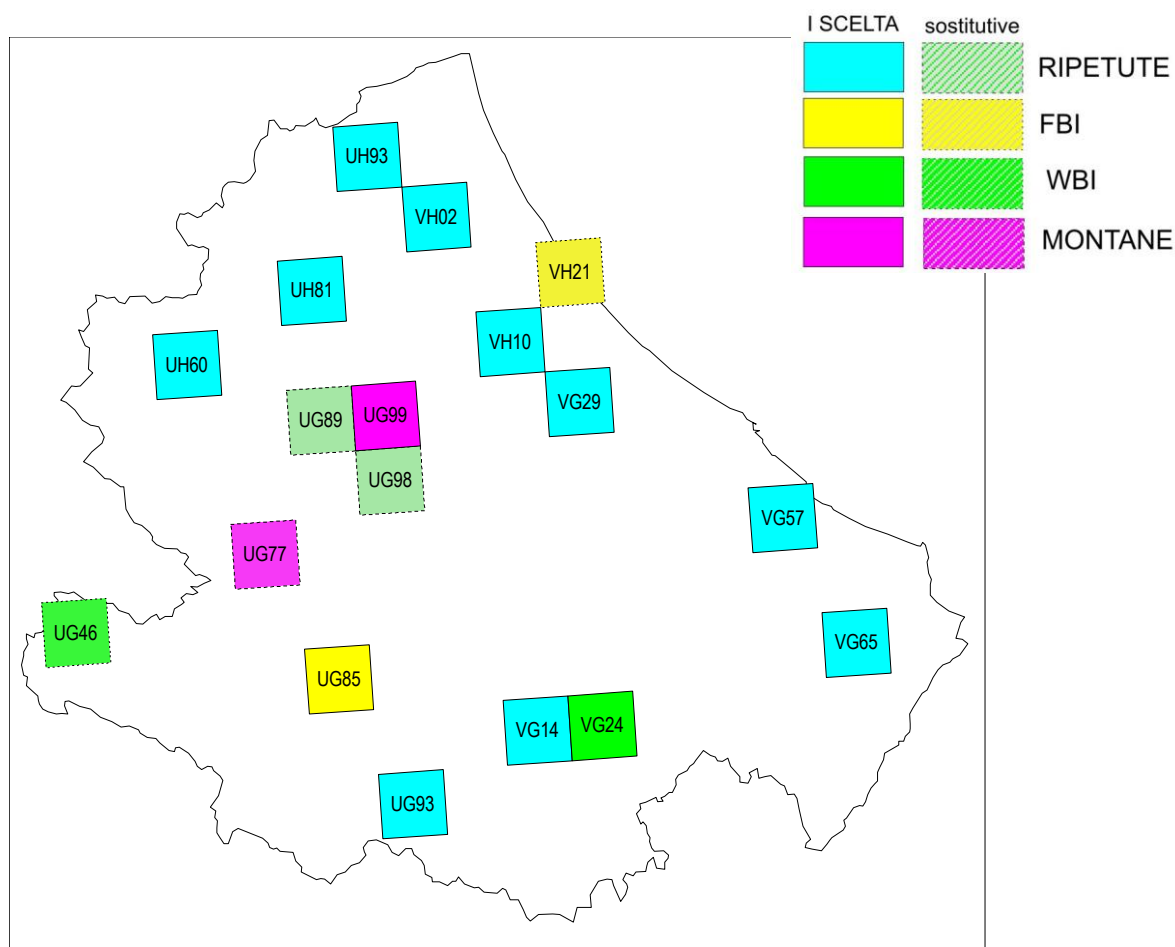 I SCELTA sostitutive
RIPETUTE
FBI
WBI
MONTANE
UH93
VH02
VH21
UH81
VH10
UH60
VG29
UG89
UG99
UG98
VG57
UG77
UG46
VG65
UG85
VG14
VG24
UG93